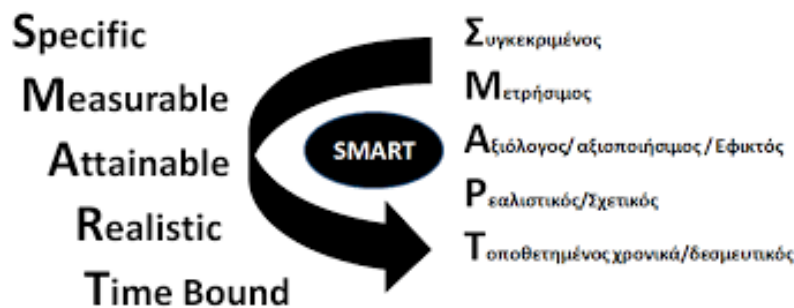 Specific
Measurable
Attainable
Realistic
Time Bound
SMART
Συγκεκριμένος
Μετρήσιμος
Αξιόλογος/ αξιοποιήσιμος / Εφικτός
Ρεαλιστικός/Σχετικός
Τοποθετημένος χρονικά/δεσμευτικός